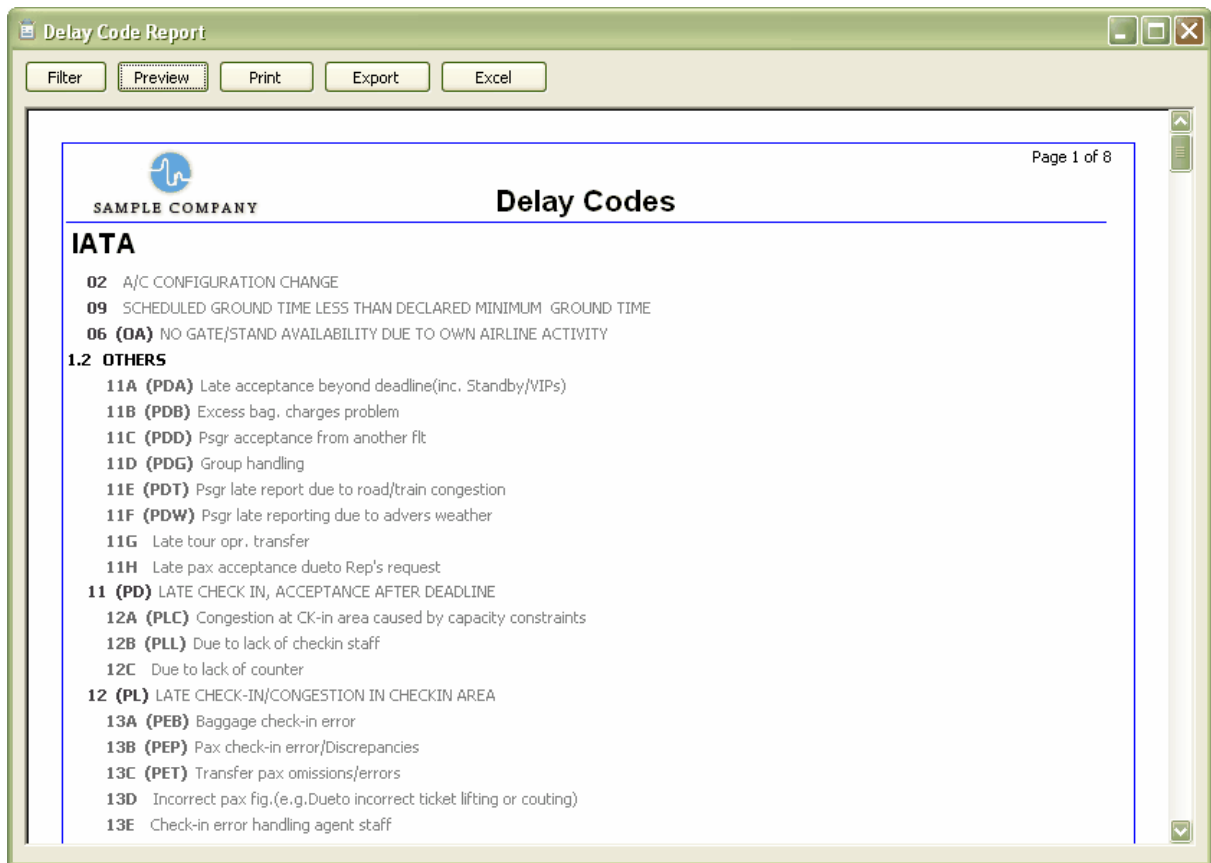 Delay Code Report
Filter Preview Print Export Excel
Page 1 of 8
SAMPLE COMPANY
Delay Codes
IATA
02 A/C CONFIGURATION CHANGE
09 SCHEDULED GROUND TIME LESS THAN DECLARED MINIMUM GROUND TIME
06 (OA) NO GATE/STAND AVAILABILITY DUE TO OWN AIRLINE ACTIVITY
1.2 OTHERS
11A (PDA) Late acceptance beyond deadline(inc. Standby/VIPs)
11B (PDB) Excess bag. charges problem
11C (PDD) Psgr acceptance from another flt
11D (PDG) Group handling
11E (PDT) Psgr late report due to road/train congestion
11F (PDW) Psgr late reporting due to advers weather
11G Late tour opr. transfer
11H Late pax acceptance dueto Rep's request
11 (PD) LATE CHECK IN, ACCEPTANCE AFTER DEADLINE
12A (PLC) Congestion at CK-in area caused by capacity constraints
12B (PLL) Due to lack of checkin staff
12C Due to lack of counter
12 (PL) LATE CHECK-IN/CONGESTION IN CHECKIN AREA
13A (PEB) Baggage check-in error
13B (PEP) Pax check-in error/Discrepancies
13C (PET) Transfer pax omissions/errors
13D Incorrect pax fig.(e.g.Dueto incorrect ticket lifting or couting)
13E Check-in error handling agent staff